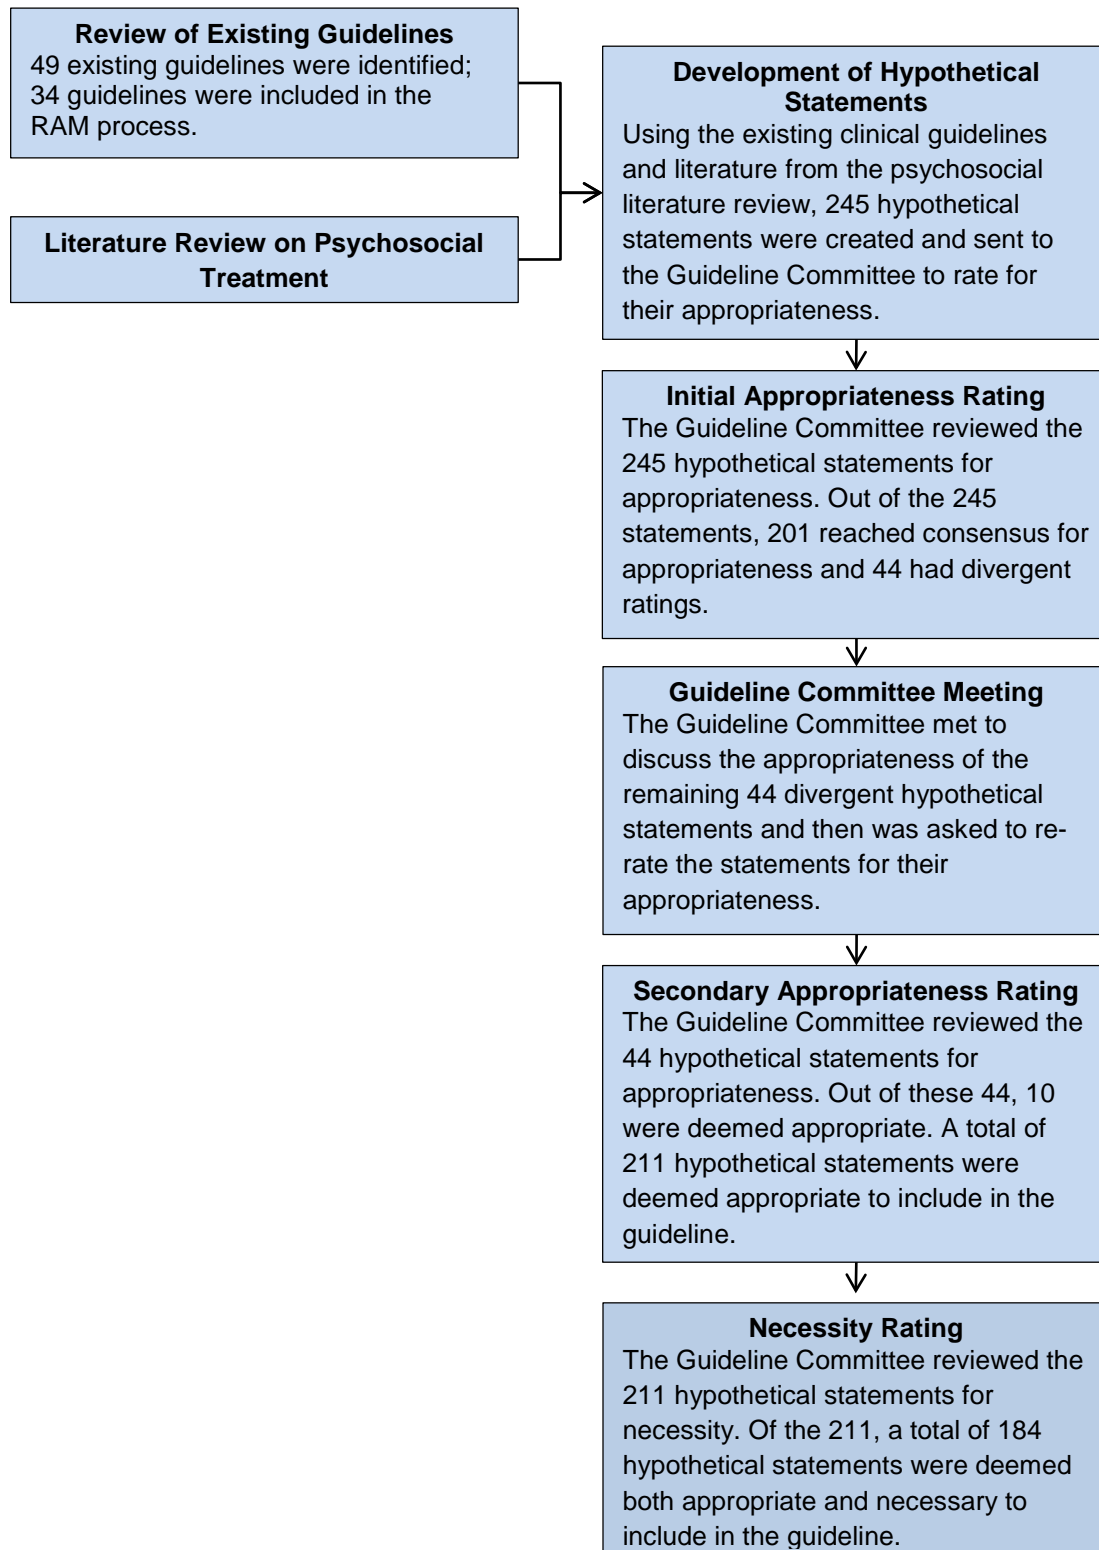 Review of Existing Guidelines
49 existing guidelines were identified;
34 guidelines were included in the
RAM process.
Literature Review on Psychosocial
Treatment
Development of Hypothetical
Statements
Using the existing clinical guidelines
and literature from the psychosocial
literature review, 245 hypothetical
statements were created and sent to
the Guideline Committee to rate for
their appropriateness.
Initial Appropriateness Rating
The Guideline Committee reviewed the
245 hypothetical statements for
appropriateness. Out of the 245
statements, 201 reached consensus for
appropriateness and 44 had divergent
ratings.
Guideline Committee Meeting
The Guideline Committee met to
discuss the appropriateness of the
remaining 44 divergent hypothetical
statements and then was asked to re-
rate the statements for their
appropriateness.
Secondary Appropriateness Rating
The Guideline Committee reviewed the
44 hypothetical statements for
appropriateness. Out of these 44, 10
were deemed appropriate. A total of
211 hypothetical statements were
deemed appropriate to include in the
guideline.
Necessity Rating
The Guideline Committee reviewed the
211 hypothetical statements for
necessity. Of the 211, a total of 184
hypothetical statements were deemed
both appropriate and necessary to
include in the guideline.